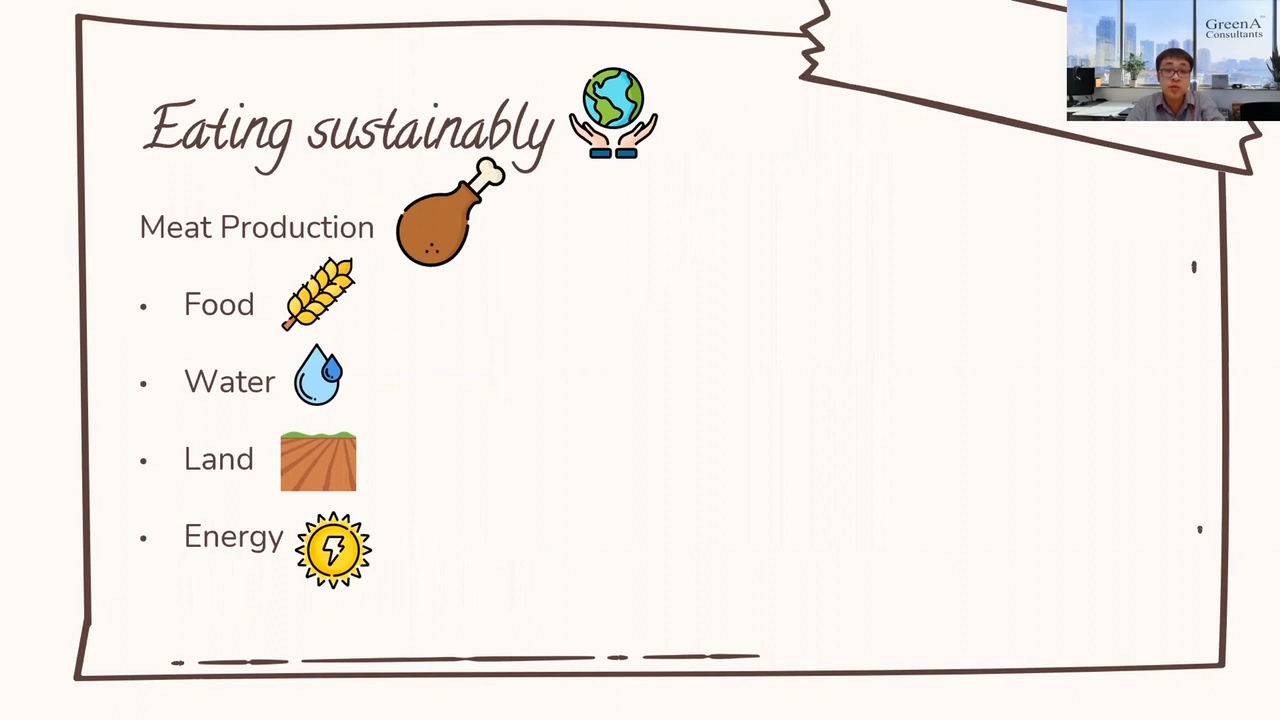 GreenA
Consultants
Eating sustainably
Meat Production
• Food
• Water
• Land
• Energy